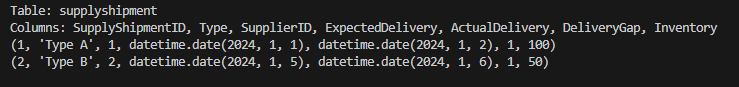 Table: supplyshipment
Columns: SupplyShipmentID, Type, SupplierID, ExpectedDelivery, ActualDelivery, DeliveryGap, Inventory
(1, 'Type A', 1, datetime.date(2024, 1, 1), datetime.date(2024, 1, 2), 1, 100)
(2, 'Type B', 2, datetime.date(2024, 1, 5), datetime.date(2024, 1, 6), 1, 50)